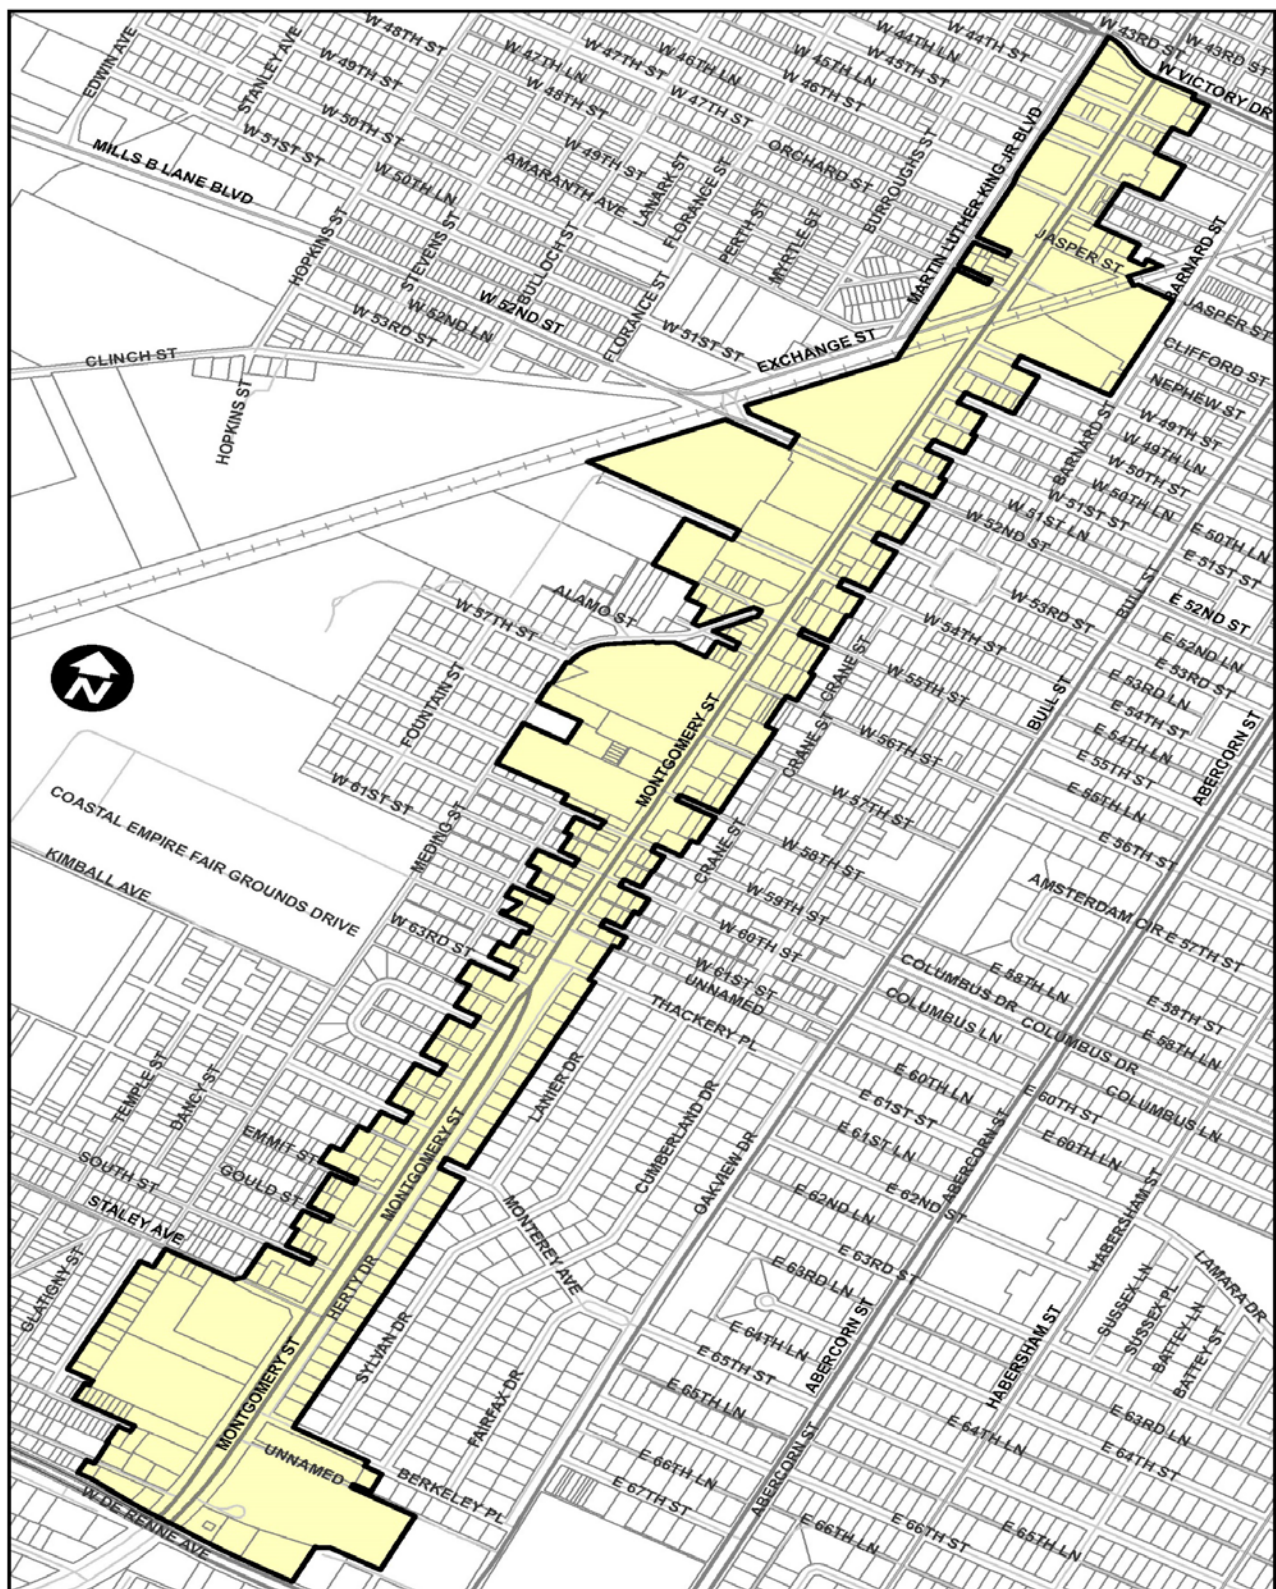 W 43RD ST
W 43RD ST
W VICTORY DR
W 44TH ST
W 44TH LN
W 45TH ST
W 45TH LN
W 46TH ST
W 46TH LN
W 47TH ST
W 47TH ST
W 47TH LN
W 48TH ST
W 48TH ST
W 49TH ST
W 49TH ST
STANLEY AVE
EDWIN AVE
W 50TH ST
W 51ST ST
W 50TH LN
MILLS B LANE BLVD
AMARANTH AVE
LANARK ST
FLORANCE ST
PERTH ST
MYRTLE ST
ORCHARD ST
BURROUGHS ST
MARTIN LUTHER KING JR BLVD
JASPER ST
BARNARD ST
JASPER ST
CLIFFORD ST
NEPHEW ST
HOPKINS ST
STEVENS ST
BULLOCH ST
FLORANCE ST
W 52ND ST
W 52ND LN
W 53RD ST
W 51ST ST
EXCHANGE ST
CLINCH ST
HOPKINS ST
BARNARD ST
W 49TH ST
W 49TH LN
W 50TH ST
W 50TH LN
W 51ST ST
W 51ST LN
W 52ND ST
E 50TH LN
E 51ST ST
E 52ND ST
E 52ND LN
E 53RD ST
E 53RD LN
E 54TH ST
E 54TH LN
E 55TH ST
E 55TH LN
E 56TH ST
BULL ST
BULL ST
ABERCORN ST
W 53RD ST
W 54TH ST
W 55TH ST
W 56TH ST
W 57TH ST
W 58TH ST
W 59TH ST
W 60TH ST
W 61ST ST
UNNAMED
CRANE ST
CRANE ST
CRANE ST
ALAMO ST
W 57TH ST
FOUNTAIN ST
N
MONTGOMERY ST
W 61ST ST
MEDING ST
COASTAL EMPIRE FAIR GROUNDS DRIVE
KIMBALL AVE
W 63RD ST
AMSTERDAM CIR
E 57TH ST
E 58TH LN
E 58TH ST
E 58TH LN
COLUMBUS DR
COLUMBUS DR
COLUMBUS LN
COLUMBUS LN
THACKERY PL
LANIER DR
CUMBERLAND DR
OAKVIEW DR
E 60TH LN
E 61ST ST
E 61ST LN
E 62ND ST
E 62ND LN
E 63RD ST
E 63RD LN
E 60TH ST
E 60TH LN
ABERCORN ST
HABERSHAM ST
TEMPLE ST
DANCY ST
EMMIT ST
GOULD ST
SOUTH ST
STALEY AVE
GLATIGNY ST
MONTGOMERY ST
MONTEREY AVE
HERTY DR
SYLVAN DR
FAIRFAX DR
LAMARA DR
SUSSEX LN
SUSSEX PL
BATTEY LN
BATTEY ST
HABERSHAM ST
ABERCORN ST
E 64TH LN
E 65TH ST
E 65TH LN
E 66TH LN
E 67TH ST
E 63RD LN
E 64TH ST
E 64TH LN
E 65TH LN
E 66TH ST
E 66TH LN
ABERCORN ST
MONTGOMERY ST
UNNAMED
BERKELEY PL
W DE RENNE AVE